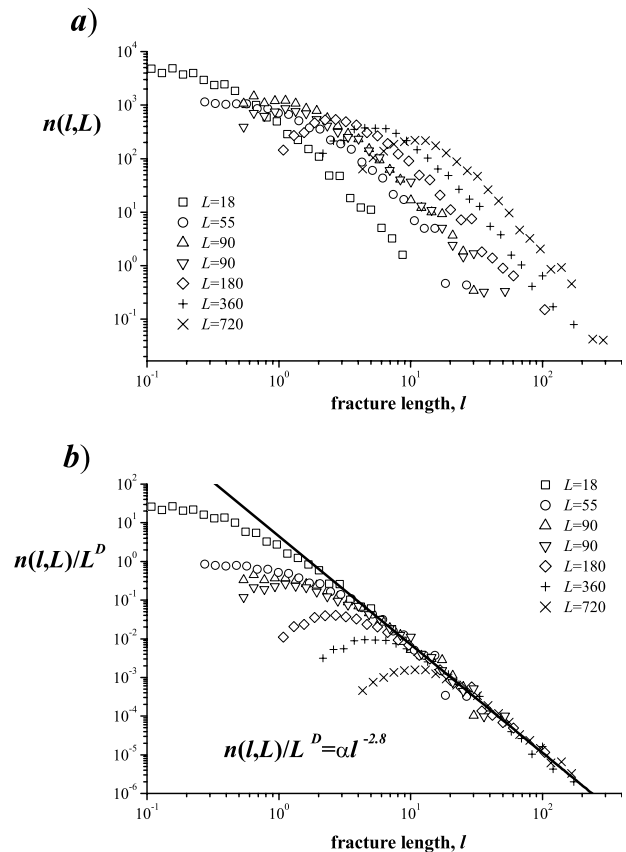 a)
10^4
10^3
10^2
10^1
10^0
10^-1
n(l,L)
L=18
L=55
L=90
L=90
L=180
L=360
L=720
10^-1 10^0 10^1 10^2
fracture length, l
b)
10^2
10^1
10^0
10^-1
10^-2
10^-3
10^-4
10^-5
10^-6
n(l,L)/L^D
L=18
L=55
L=90
L=90
L=180
L=360
L=720
n(l,L)/L^D=αl^-2.8
10^-1 10^0 10^1 10^2
fracture length, l